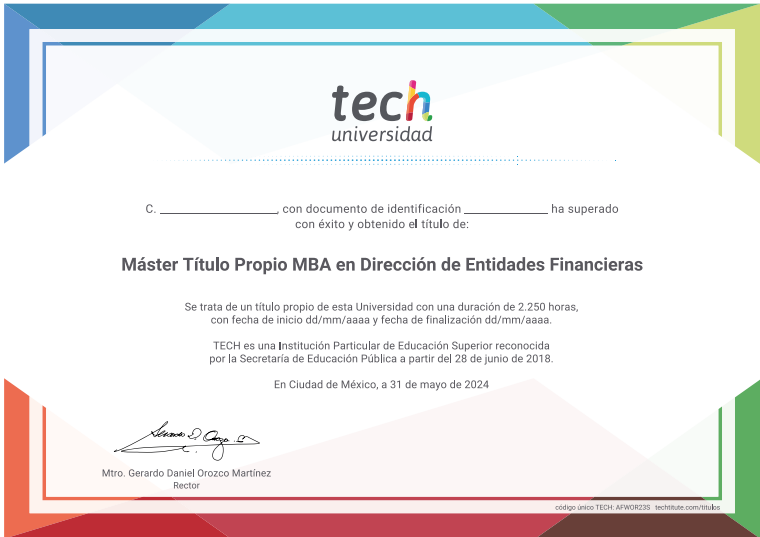 tech
universidad
C. ____________________, con documento de identificación ______________ ha superado
con éxito y obtenido el título de:
Máster Título Propio MBA en Dirección de Entidades Financieras
Se trata de un título propio de esta Universidad con una duración de 2.250 horas,
con fecha de inicio dd/mm/aaaa y fecha de finalización dd/mm/aaaa.
TECH es una Institución Particular de Educación Superior reconocida
por la Secretaría de Educación Pública a partir del 28 de junio de 2018.
En Ciudad de México, a 31 de mayo de 2024
Mtro. Gerardo Daniel Orozco Martínez
Rector
código único TECH: AFWOR23S techtitute.com/titulos